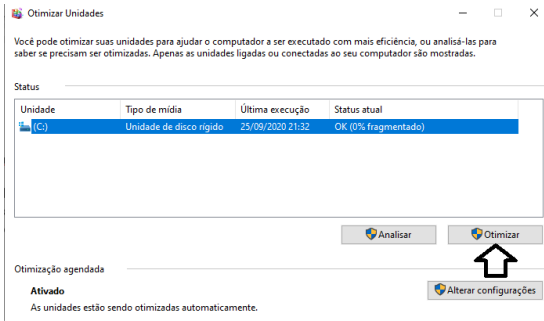 Otimizar Unidades
Você pode otimizar suas unidades para ajudar o computador a ser executado com mais eficiência, ou analisá-las para
saber se precisam ser otimizadas. Apenas as unidades ligadas ou conectadas ao seu computador são mostradas.
Status
Unidade Tipo de mídia Última execução Status atual
(C:) Unidade de disco rígido 25/09/2020 21:32 OK (0% fragmentado)
Analisar Otimizar
Otimização agendada
Ativado Alterar configurações
As unidades estão sendo otimizadas automaticamente.